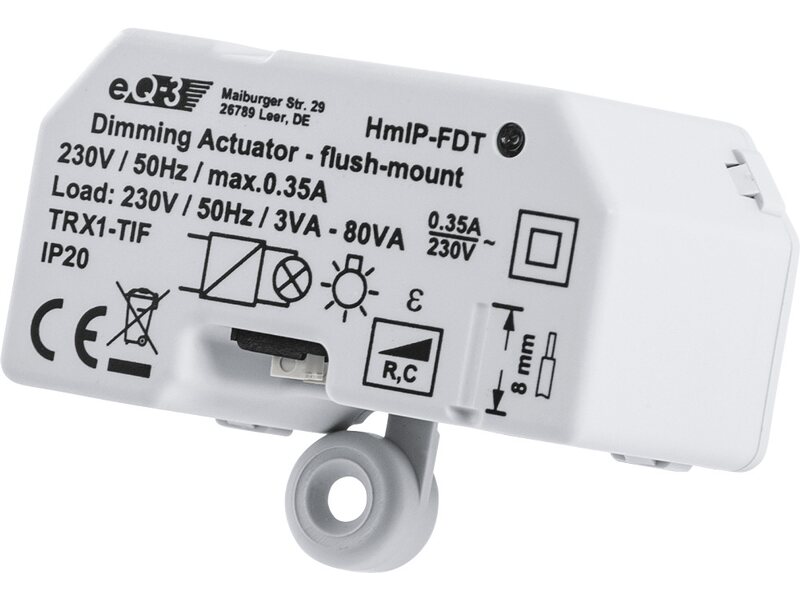 eQ-3
Maiburger Str. 29
26789 Leer, DE
HmIP-FDT
Dimming Actuator - flush-mount
230V / 50Hz / max.0.35A
Load: 230V / 50Hz / 3VA - 80VA
0.35A
230V ~
TRX1-TIF
IP20
CE
ε
R,C
8 mm